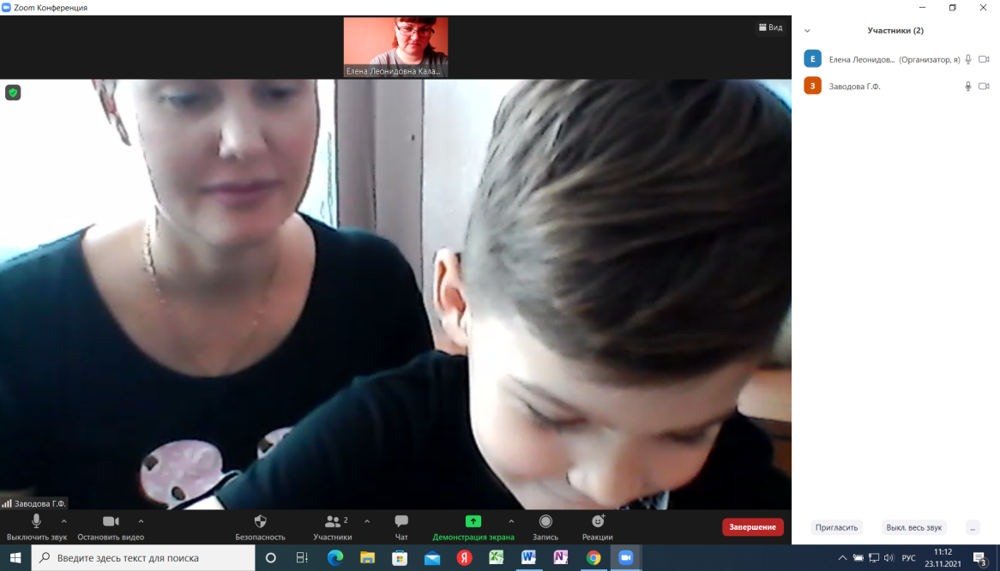 Zoom Конференция
Вид
Елена Леонидовна Кала...
Участники (2)
Е Елена Леонидов... (Организатор, я)
З Заводова Г.Ф.
Заводова Г.Ф.
Выключить звук
Остановить видео
Безопасность
Участники 2
Чат
Демонстрация экрана
Запись
Реакции
Завершение
Пригласить
Выкл. весь звук
...
Введите здесь текст для поиска
Я
РУС
11:12
23.11.2021
3